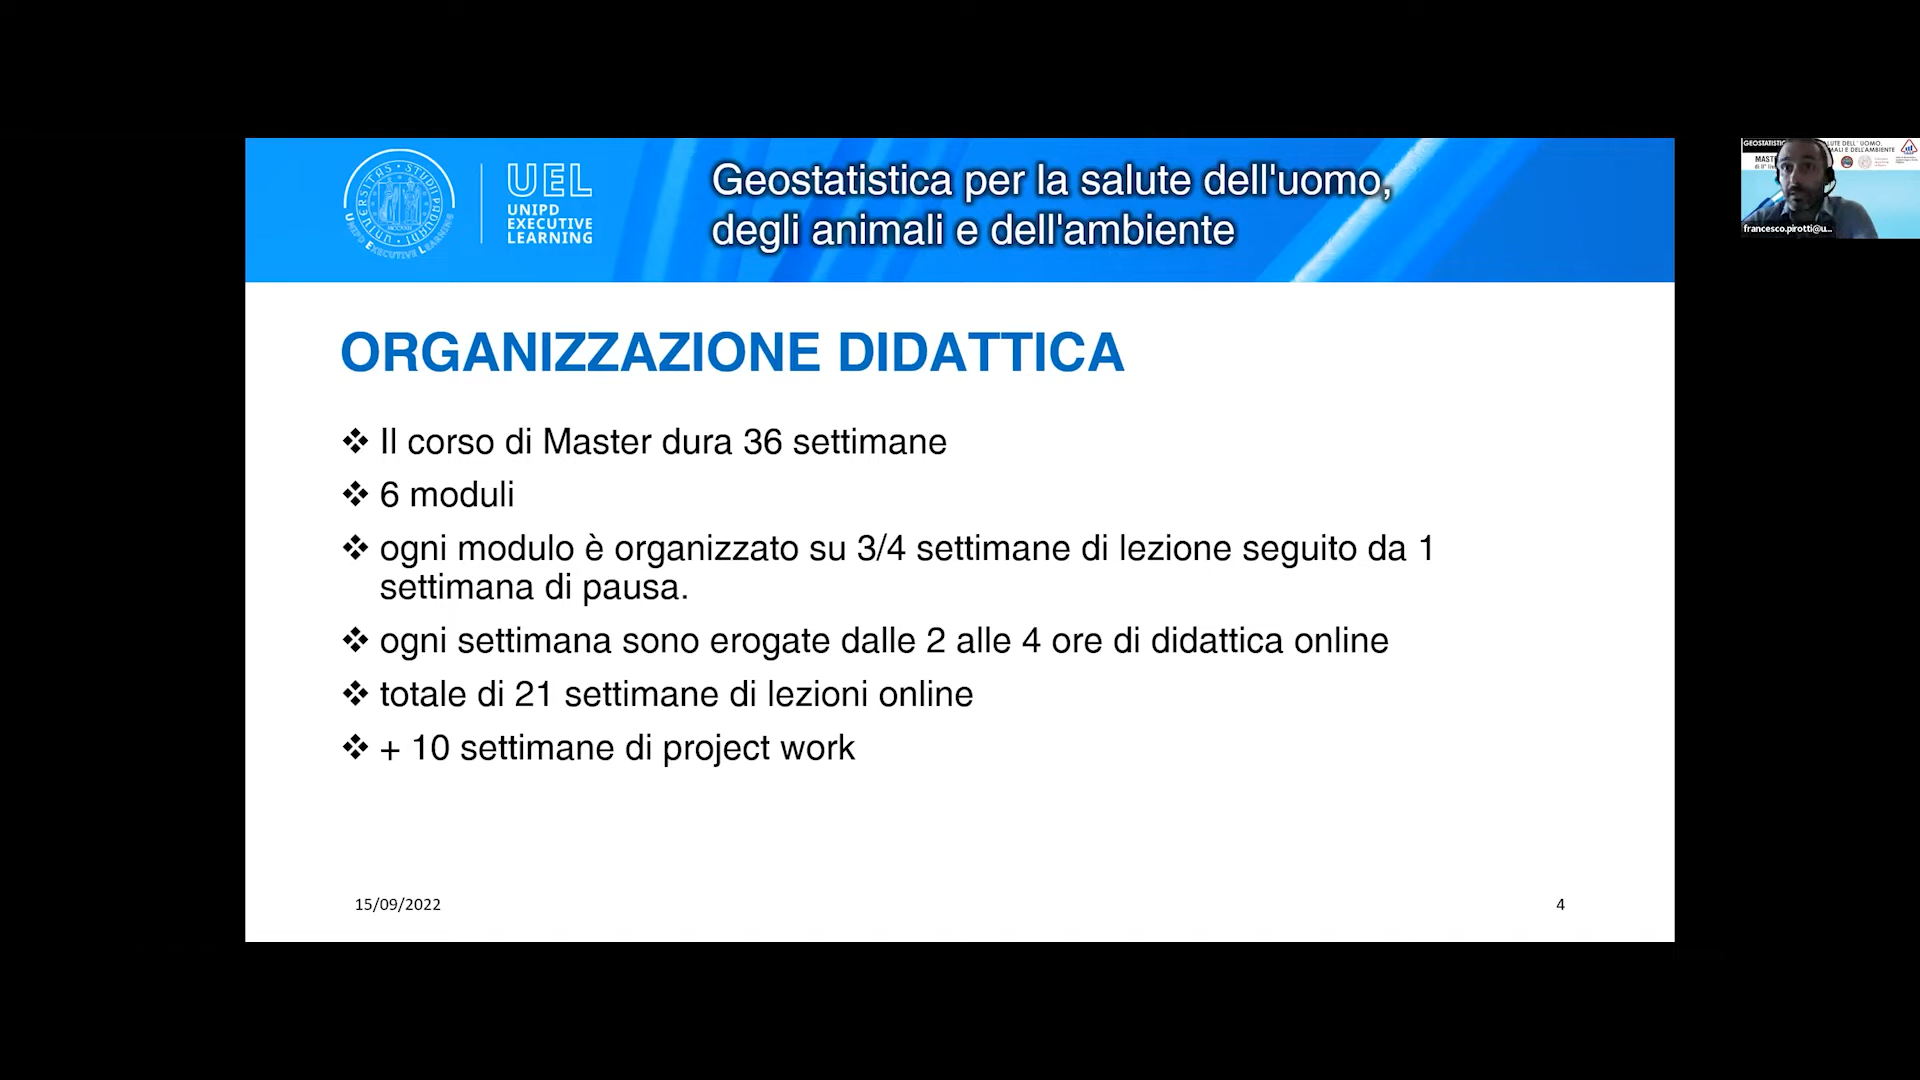 UEL
UNIPD
EXECUTIVE
LEARNING
Geostatistica per la salute dell'uomo,
degli animali e dell'ambiente
ORGANIZZAZIONE DIDATTICA
❖ Il corso di Master dura 36 settimane
❖ 6 moduli
❖ ogni modulo è organizzato su 3/4 settimane di lezione seguito da 1
settimana di pausa.
❖ ogni settimana sono erogate dalle 2 alle 4 ore di didattica online
❖ totale di 21 settimane di lezioni online
❖ + 10 settimane di project work
15/09/2022
4
francesco.pirotti@u...